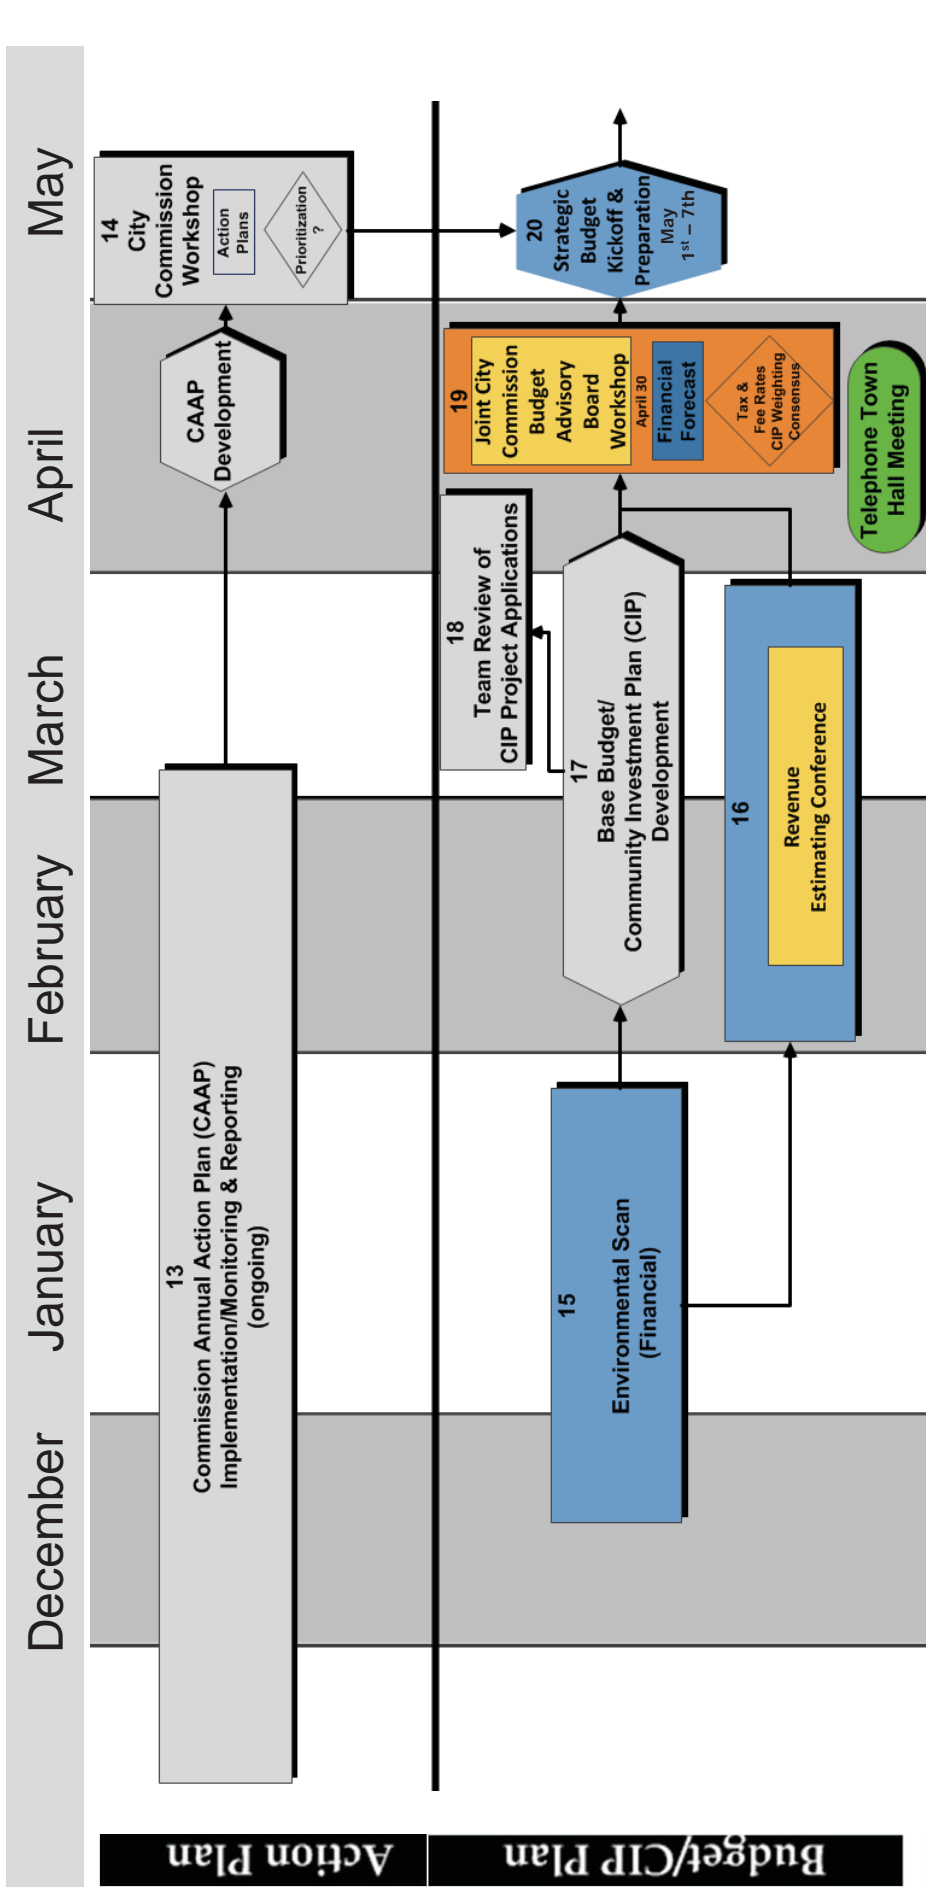 December
January
February
March
April
May
Action Plan
13
Commission Annual Action Plan (CAAP)
Implementation/Monitoring & Reporting
(ongoing)
CAAP
Development
14
City
Commission
Workshop
Action
Plans
Prioritization
?
Budget/CIP Plan
15
Environmental Scan
(Financial)
16
Revenue
Estimating Conference
17
Base Budget/
Community Investment Plan (CIP)
Development
18
Team Review of
CIP Project Applications
19
Joint City
Commission
Budget
Advisory
Board
Workshop
April 30
Financial
Forecast
Tax &
Fee Rates
CIP Weighting
Consensus
Telephone Town
Hall Meeting
20
Strategic
Budget
Kickoff &
Preparation
May
1st – 7th